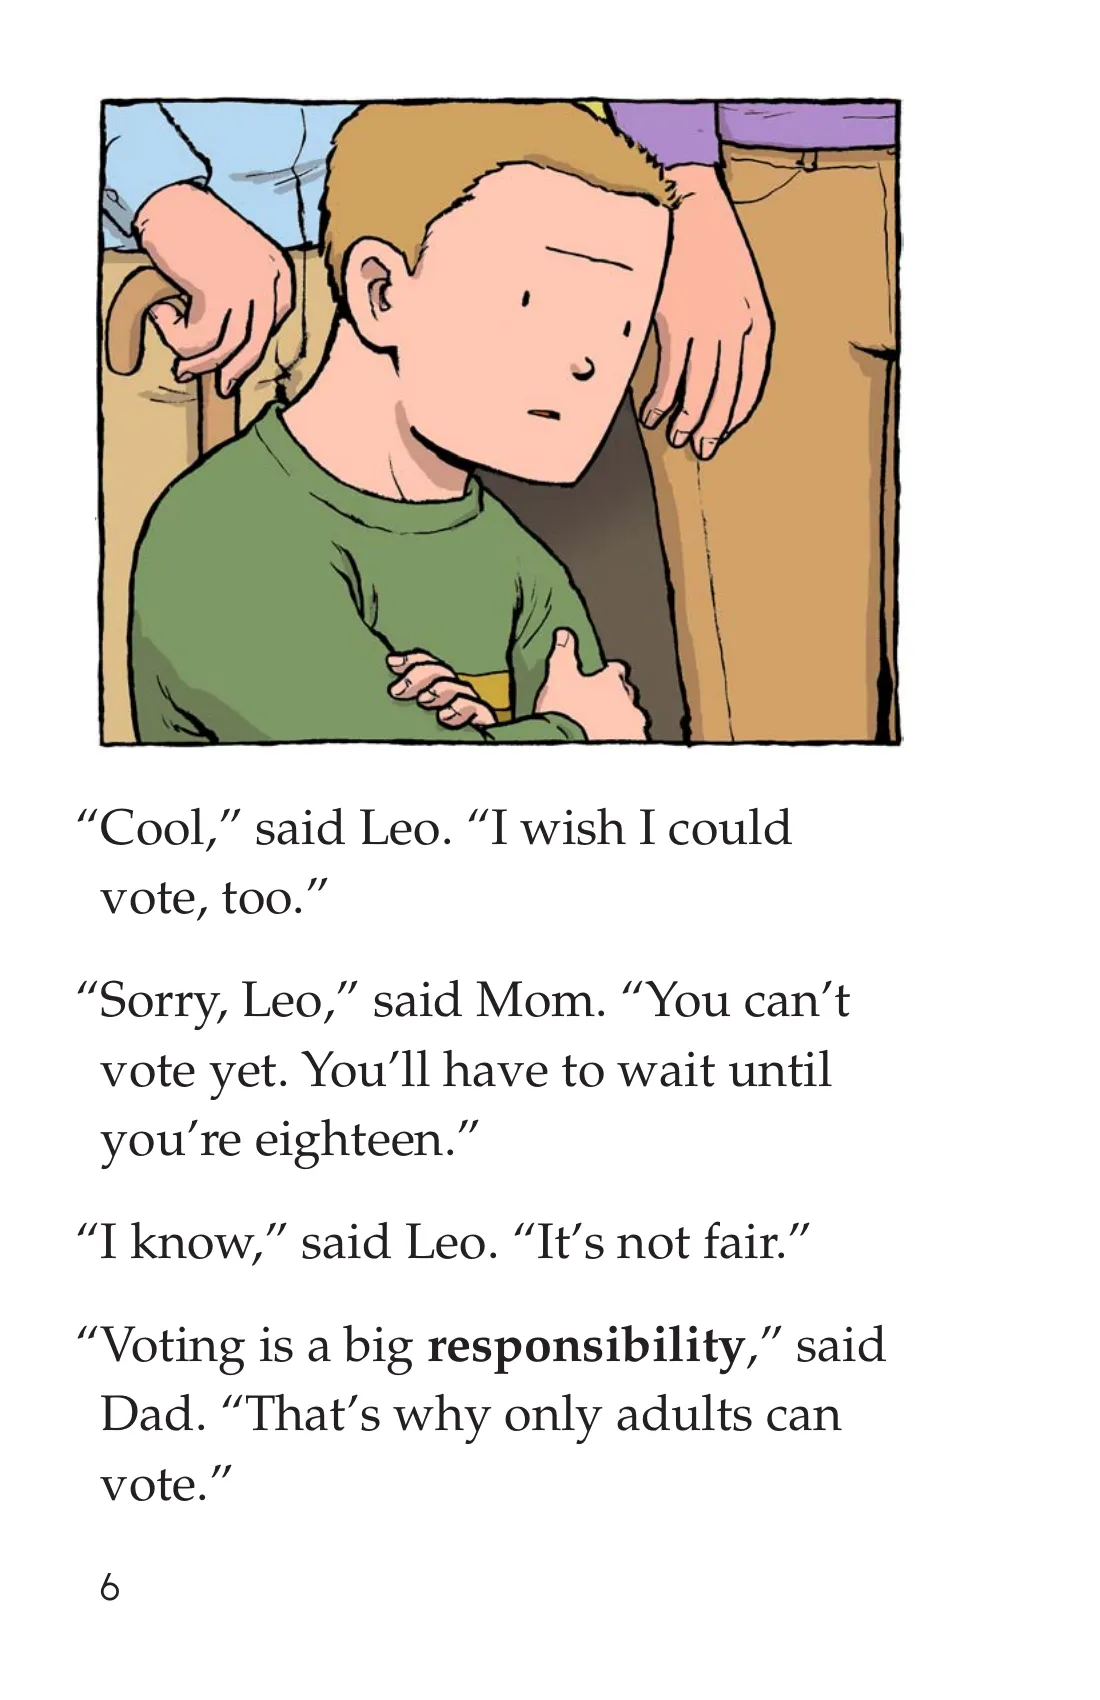 “Cool,” said Leo. “I wish I could
vote, too.”
“Sorry, Leo,” said Mom. “You can’t
vote yet. You’ll have to wait until
you’re eighteen.”
“I know,” said Leo. “It’s not fair.”
“Voting is a big responsibility,” said
Dad. “That’s why only adults can
vote.”
6